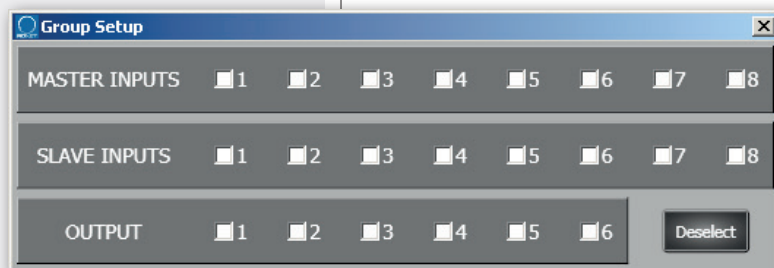 Group Setup
MASTER INPUTS 1 2 3 4 5 6 7 8
SLAVE INPUTS 1 2 3 4 5 6 7 8
OUTPUT 1 2 3 4 5 6 Deselect